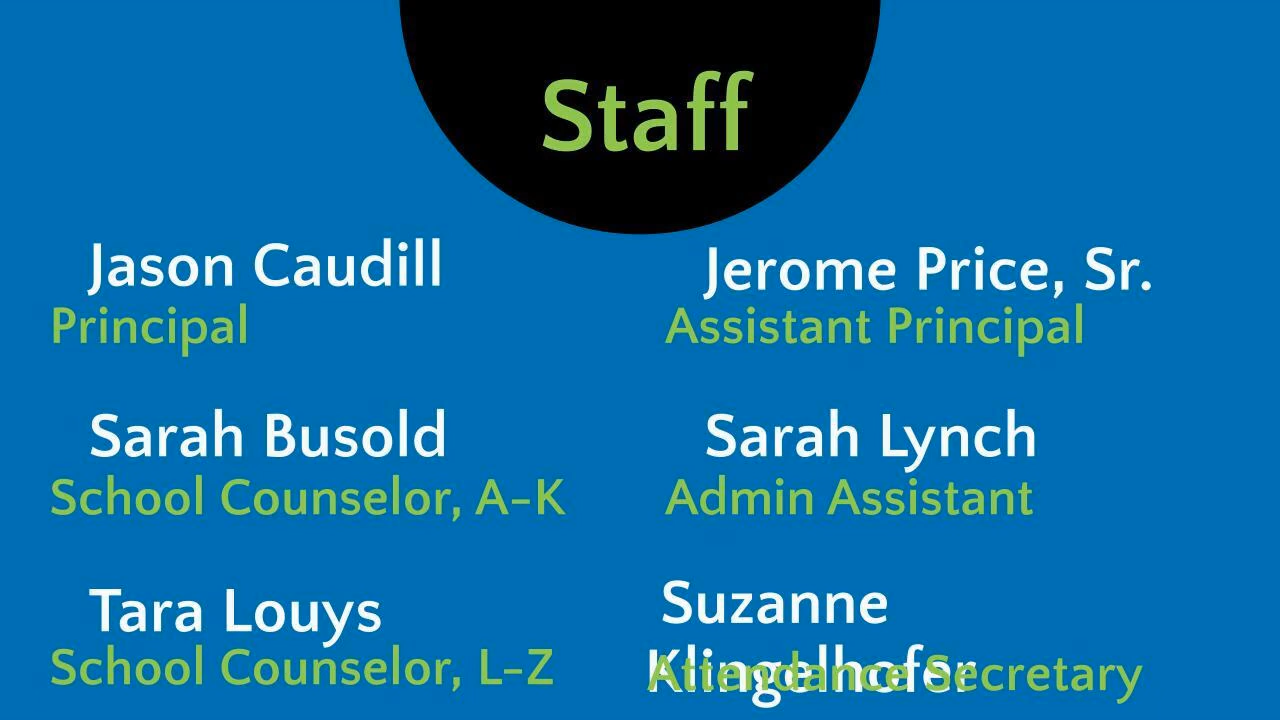 Staff
Jason Caudill
Principal
Jerome Price, Sr.
Assistant Principal
Sarah Busold
School Counselor, A-K
Sarah Lynch
Admin Assistant
Tara Louys
School Counselor, L-Z
Suzanne
Klingelhofer
Attendance Secretary